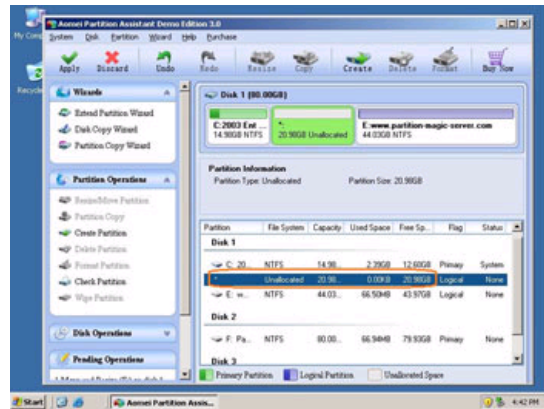 My Comp
Recycle
Aomei Partition Assistant Demo Edition 3.0
System Disk Partition Wizard Help Purchase
Apply Discard Undo Redo Resize Copy Create Delete Format Buy Now
Wizards
Extend Partition Wizard
Disk Copy Wizard
Partition Copy Wizard
Partition Operations
Resize/Move Partition
Partition Copy
Create Partition
Delete Partition
Format Partition
Check Partition
Wipe Partition
Disk Operations
Pending Operations
Disk 1 (80.00GB)
C:2003 Ent ...
14.98GB NTFS
*:
20.98GB Unallocated
E:www.partition-magic-server.com
44.03GB NTFS
Partition Information
Partition Type: Unallocated Partition Size: 20.98GB
Partition File System Capacity Used Space Free Sp... Flag Status
Disk 1
C: 20... NTFS 14.98... 2.39GB 12.60GB Primary System
* Unallocated 20.98... 0.00KB 20.98GB Logical None
E: w... NTFS 44.03... 66.50MB 43.97GB Logical None
Disk 2
F: Pa... NTFS 80.00... 66.94MB 79.93GB Primary None
Disk 3
Primary Partition Logical Partition Unallocated Space
Start Aomei Partition Assis... 4:42 PM